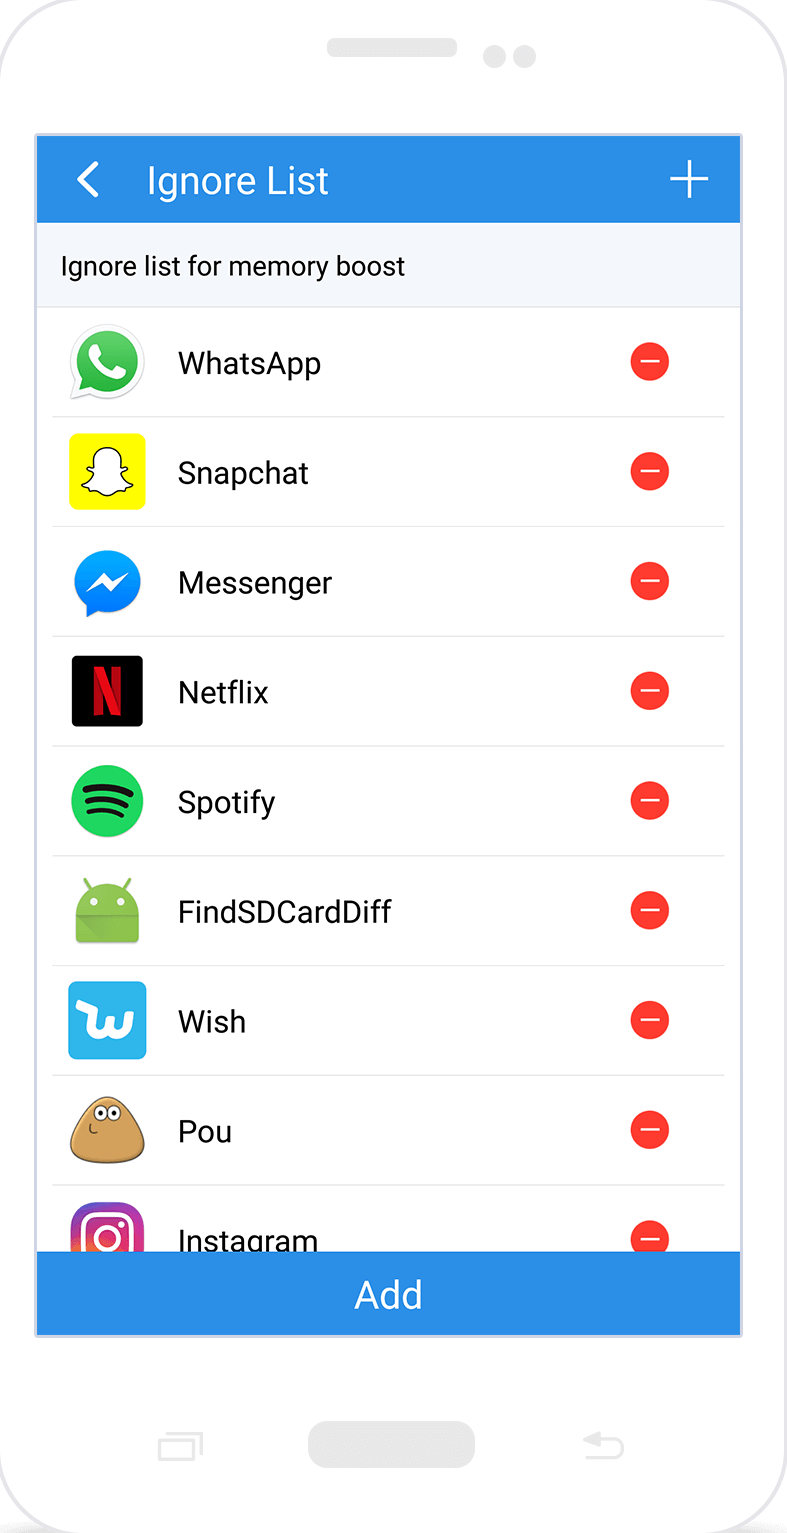 Ignore List
Ignore list for memory boost
WhatsApp
Snapchat
Messenger
Netflix
Spotify
FindSDCardDiff
Wish
Pou
Instagram
Add